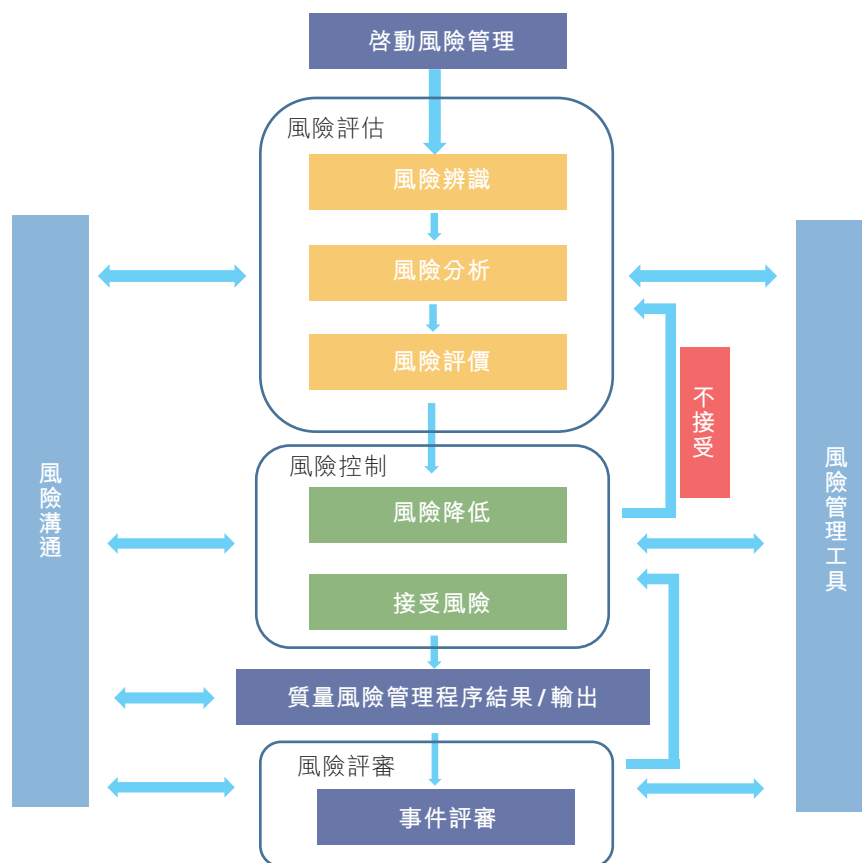 啓動風險管理
風險評估
風險辨識
風險分析
風險評價
不接受
風險控制
風險降低
接受風險
風險溝通
風險管理工具
質量風險管理程序結果/輸出
風險評審
事件評審